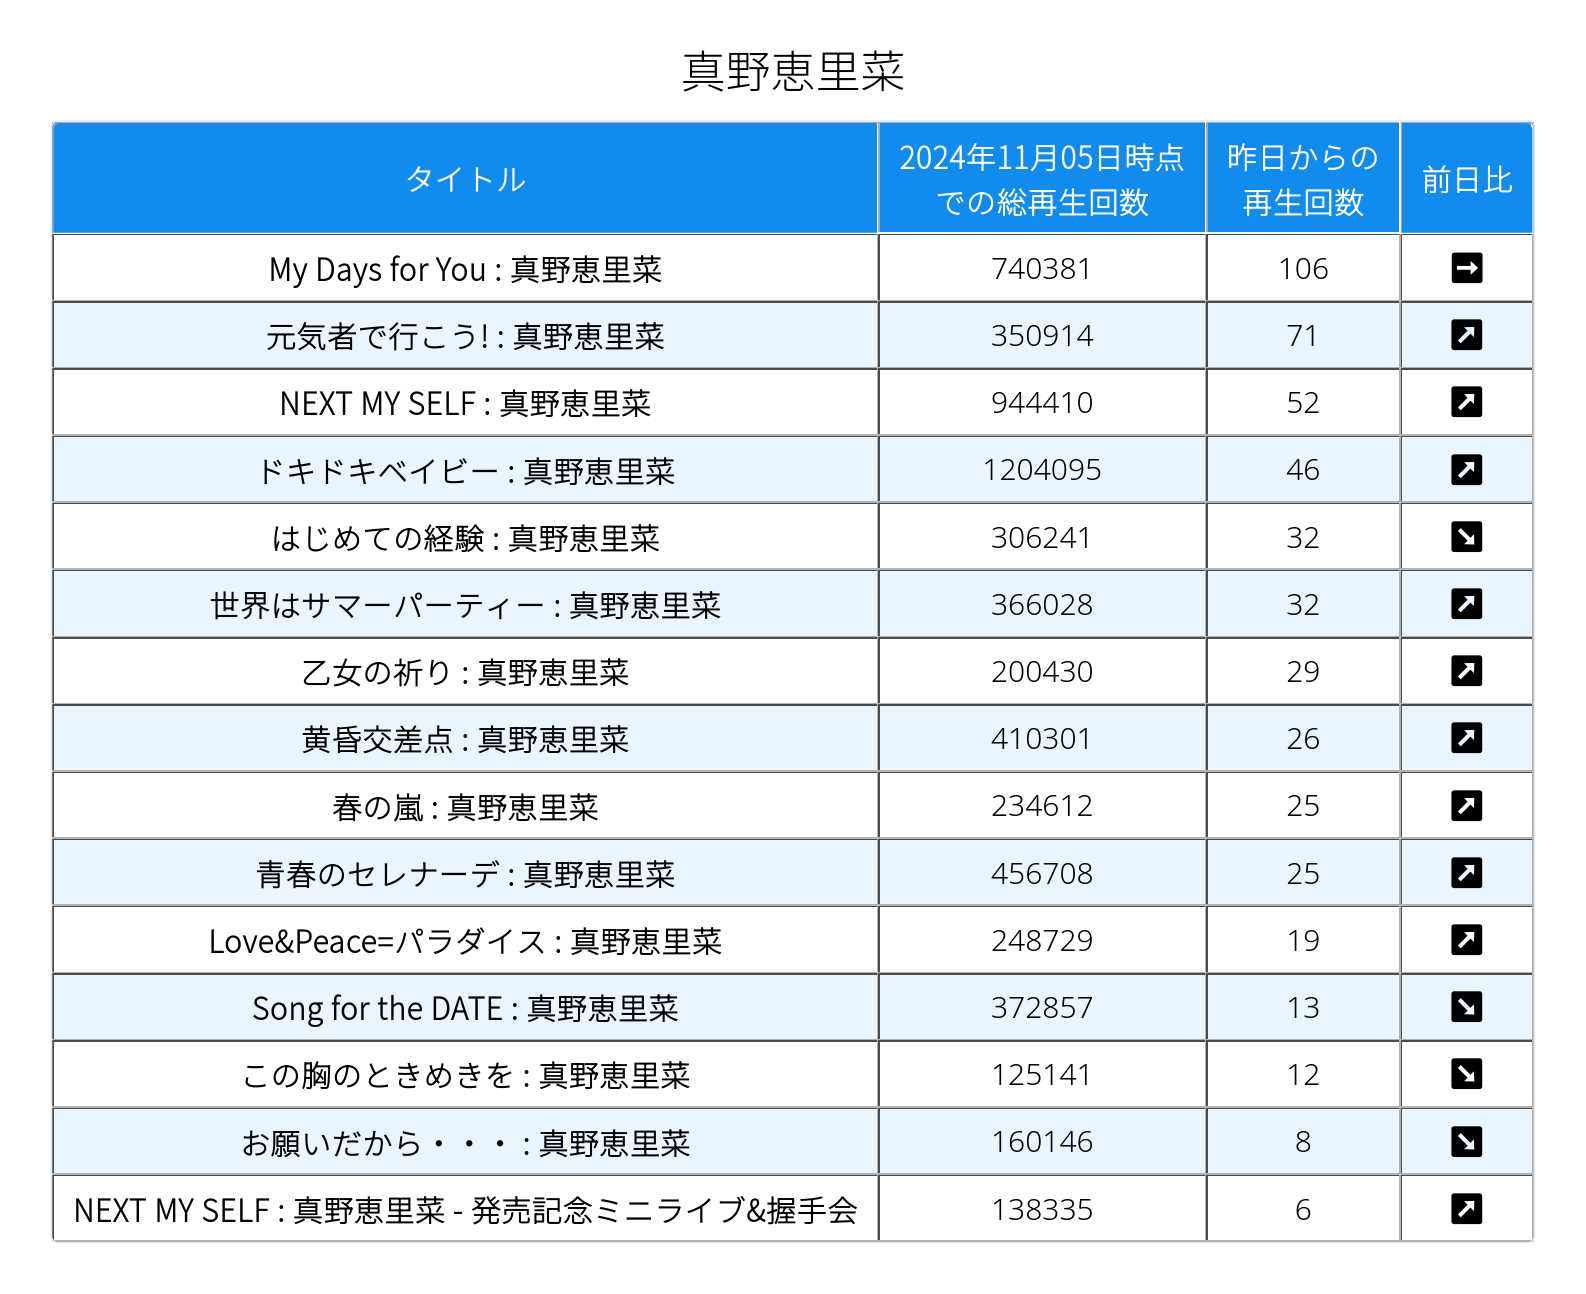 真野恵里菜
タイトル 2024年11月05日時点での総再生回数 昨日からの再生回数 前日比
My Days for You : 真野恵里菜 740381 106 ➡
元気者で行こう! : 真野恵里菜 350914 71 ↗
NEXT MY SELF : 真野恵里菜 944410 52 ↗
ドキドキベイビー : 真野恵里菜 1204095 46 ↗
はじめての経験 : 真野恵里菜 306241 32 ↘
世界はサマーパーティー : 真野恵里菜 366028 32 ↗
乙女の祈り : 真野恵里菜 200430 29 ↗
黄昏交差点 : 真野恵里菜 410301 26 ↗
春の嵐 : 真野恵里菜 234612 25 ↗
青春のセレナーデ : 真野恵里菜 456708 25 ↗
Love&Peace=パラダイス : 真野恵里菜 248729 19 ↗
Song for the DATE : 真野恵里菜 372857 13 ↘
この胸のときめきを : 真野恵里菜 125141 12 ↘
お願いだから・・・ : 真野恵里菜 160146 8 ↘
NEXT MY SELF : 真野恵里菜 - 発売記念ミニライブ&握手会 138335 6 ↗